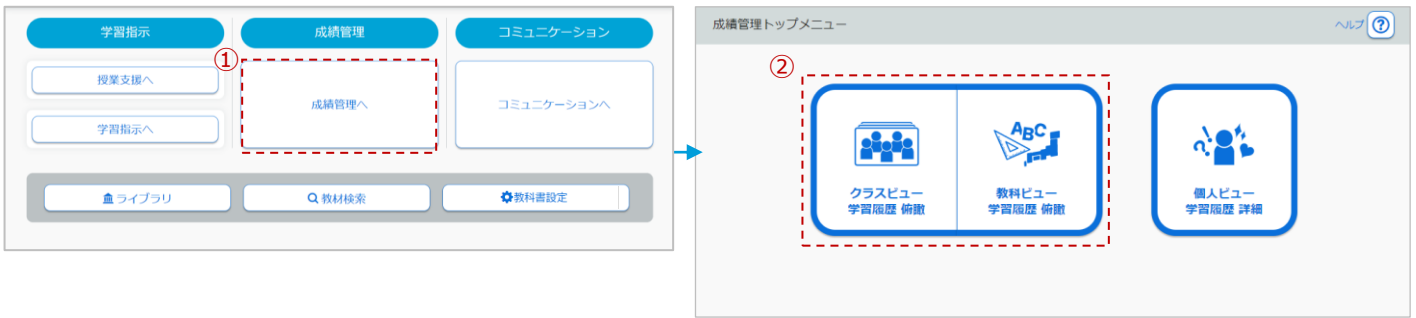 学習指示
成績管理
コミュニケーション
①
授業支援へ
学習指示へ
成績管理へ
コミュニケーションへ
ライブラリ
教材検索
教科書設定
成績管理トップメニュー
ヘルプ ?
②
ABC
クラスビュー
学習履歴 俯瞰
教科ビュー
学習履歴 俯瞰
!
?
個人ビュー
学習履歴 詳細